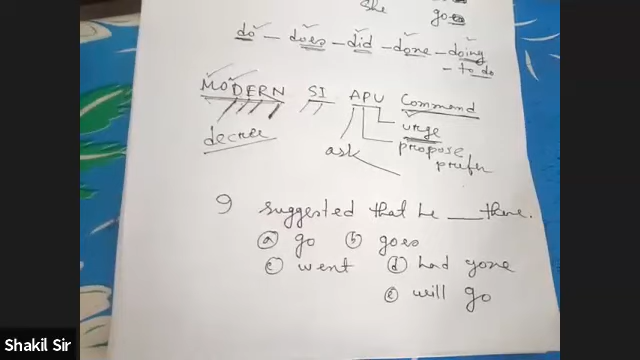 She goes
do – does – did – done – doing
– to do
MODERN SI APU Command
decree urge
ask propose
prefer
I suggested that he ___ there.
(a) go (b) goes
(c) went (d) had gone
(e) will go
Shakil Sir